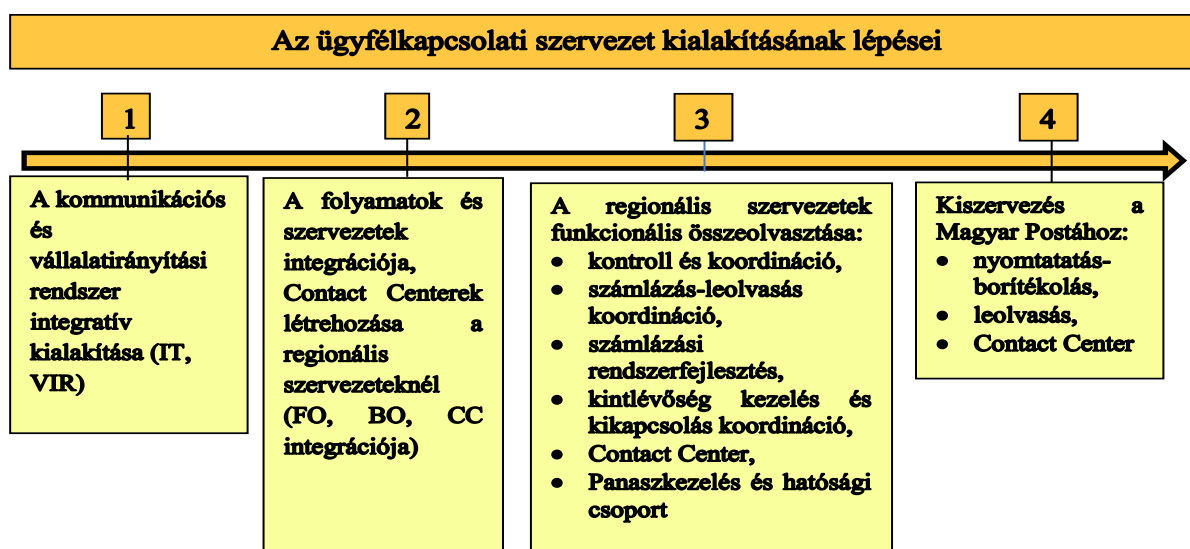 Az ügyfélkapcsolati szervezet kialakításának lépései
1
2
3
4
A kommunikációs
és
vállalatirányítási
rendszer
integratív
kialakítása (IT,
VIR)
A folyamatok és
szervezetek
integrációja,
Contact Centerek
létrehozása a
regionális
szervezeteknél
(FO, BO, CC
integrációja)
A regionális szervezetek
funkcionális összeolvasztása:
• kontroll és koordináció,
• számlázás-leolvasás
koordináció,
• számlázási
rendszerfejlesztés,
• kintlévőség kezelés és
kikapcsolás koordináció,
• Contact Center,
• Panaszkezelés és hatósági
csoport
Kiszervezés a
Magyar Postához:
• nyomtatatás-
borítékolás,
• leolvasás,
• Contact Center